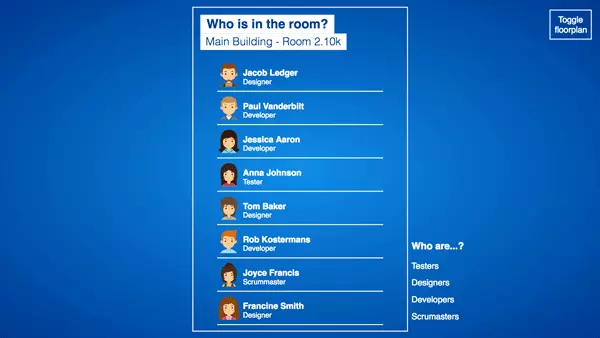 Who is in the room?
Main Building - Room 2.10k
Toggle
floorplan
Jacob Ledger
Designer
Paul Vanderbilt
Developer
Jessica Aaron
Developer
Anna Johnson
Tester
Tom Baker
Designer
Rob Kostermans
Developer
Joyce Francis
Scrummaster
Francine Smith
Designer
Who are...?
Testers
Designers
Developers
Scrumasters